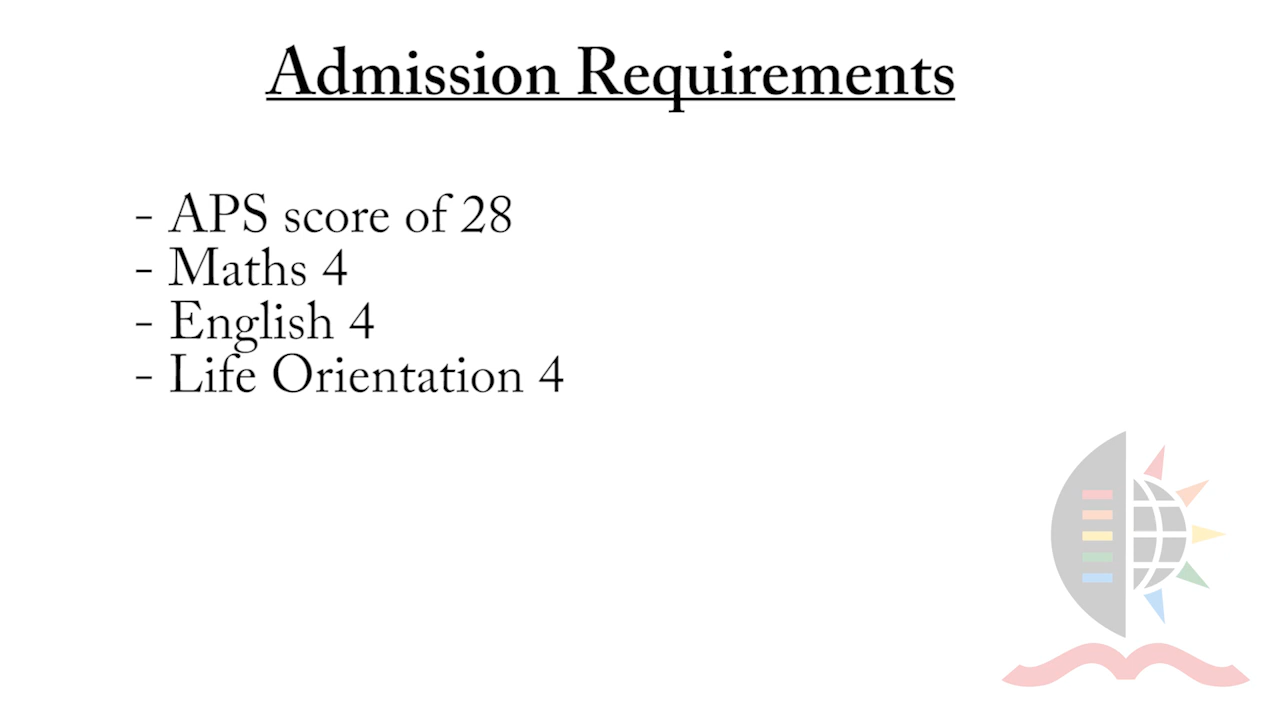 Admission Requirements
- APS score of 28
- Maths 4
- English 4
- Life Orientation 4